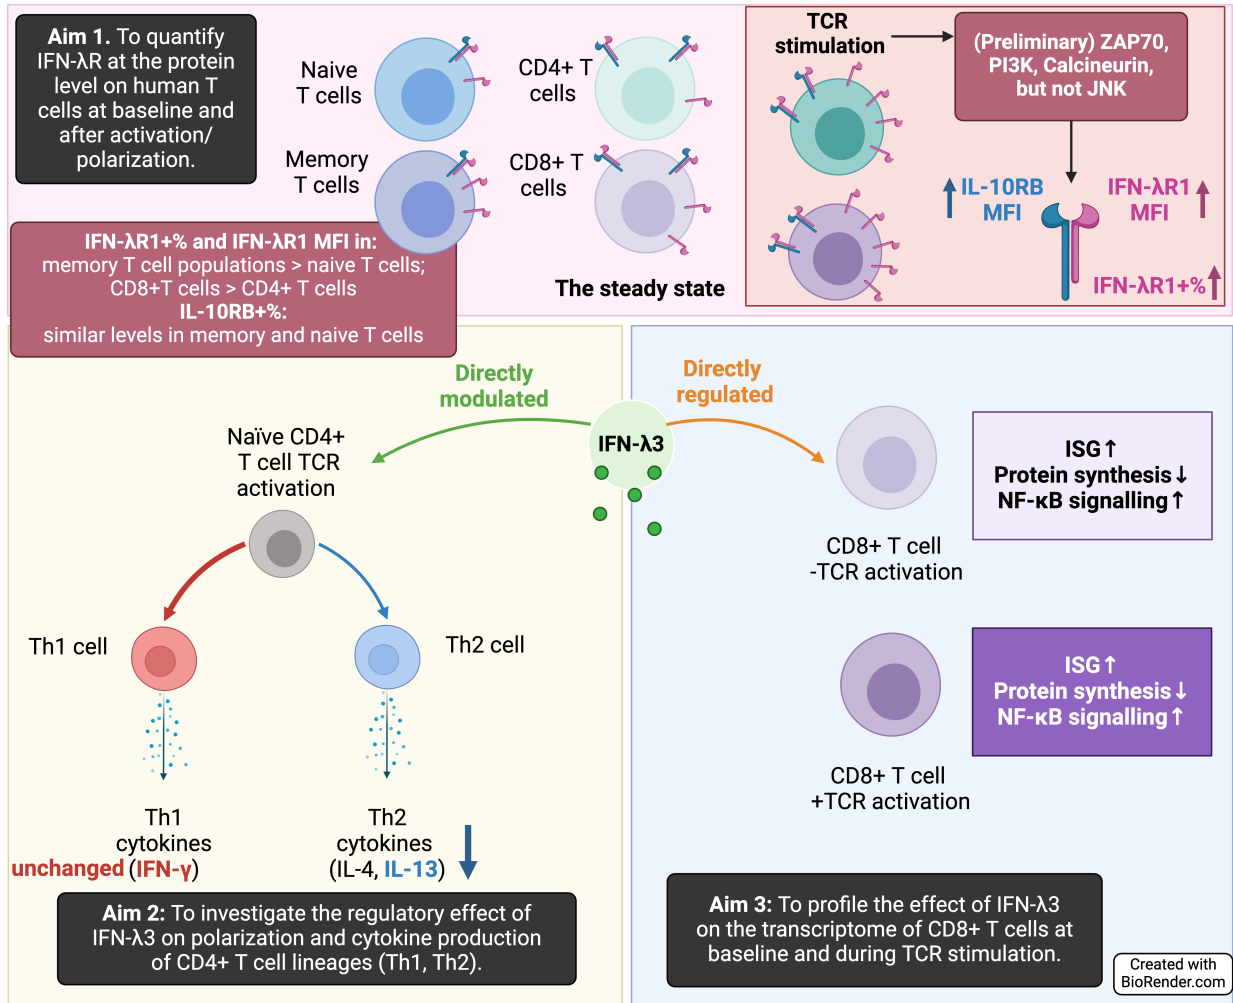 Aim 1. To quantify
IFN-λR at the protein
level on human T
cells at baseline and
after activation/
polarization.
Naive
T cells
CD4+ T
cells
Memory
T cells
CD8+ T
cells
The steady state
IFN-λR1+% and IFN-λR1 MFI in:
memory T cell populations > naive T cells;
CD8+T cells > CD4+ T cells
IL-10RB+%:
similar levels in memory and naive T cells
TCR
stimulation
(Preliminary) ZAP70,
PI3K, Calcineurin,
but not JNK
IL-10RB
MFI
IFN-λR1
MFI
IFN-λR1+%
Directly
modulated
IFN-λ3
Directly
regulated
Naïve CD4+
T cell TCR
activation
Th1 cell
Th2 cell
Th1
cytokines
unchanged (IFN-γ)
Th2
cytokines
(IL-4, IL-13)
Aim 2: To investigate the regulatory effect of
IFN-λ3 on polarization and cytokine production
of CD4+ T cell lineages (Th1, Th2).
CD8+ T cell
-TCR activation
ISG↑
Protein synthesis↓
NF-κB signalling↑
CD8+ T cell
+TCR activation
ISG↑
Protein synthesis↓
NF-κB signalling↑
Aim 3: To profile the effect of IFN-λ3
on the transcriptome of CD8+ T cells at
baseline and during TCR stimulation.
Created with
BioRender.com